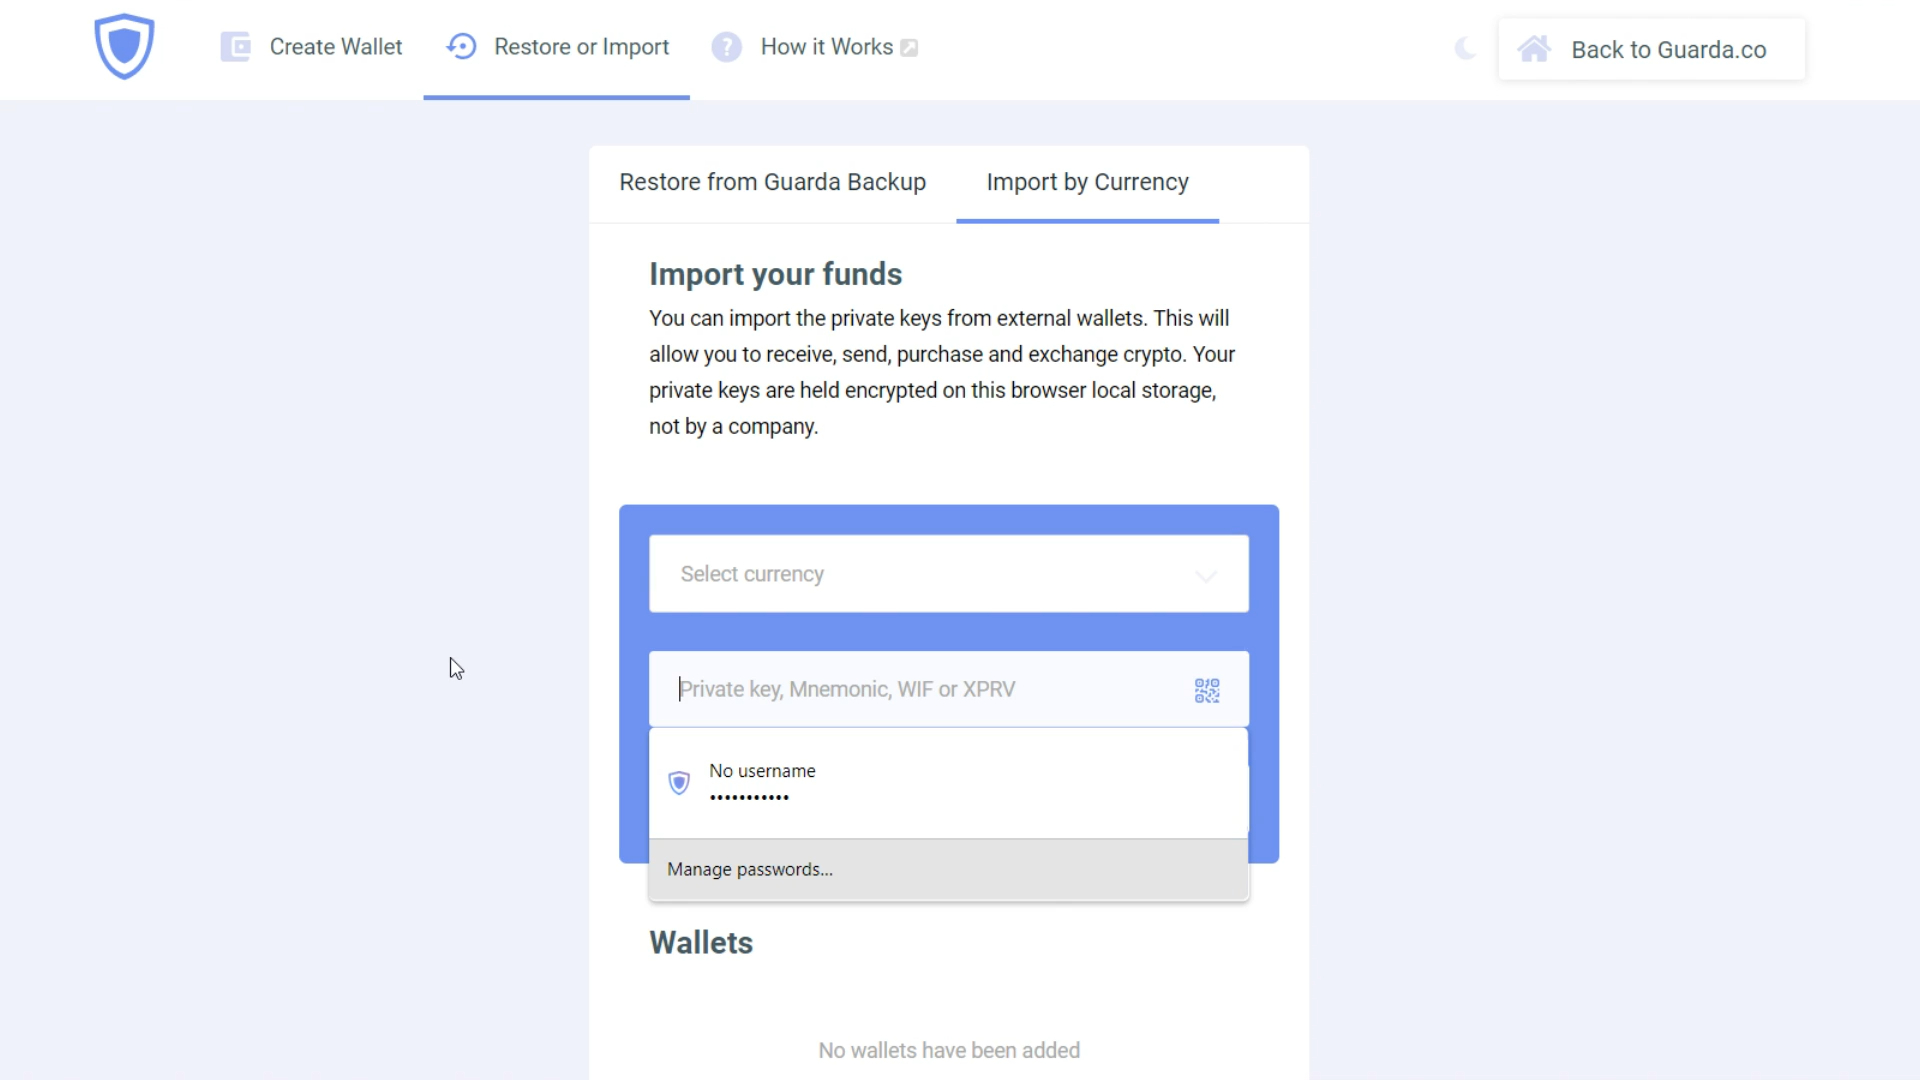 Create Wallet
Restore or Import
How it Works
Back to Guarda.co
Restore from Guarda Backup
Import by Currency
Import your funds
You can import the private keys from external wallets. This will
allow you to receive, send, purchase and exchange crypto. Your
private keys are held encrypted on this browser local storage,
not by a company.
Select currency
Private key, Mnemonic, WIF or XPRV
No username
•••••••••••
Manage passwords...
Wallets
No wallets have been added